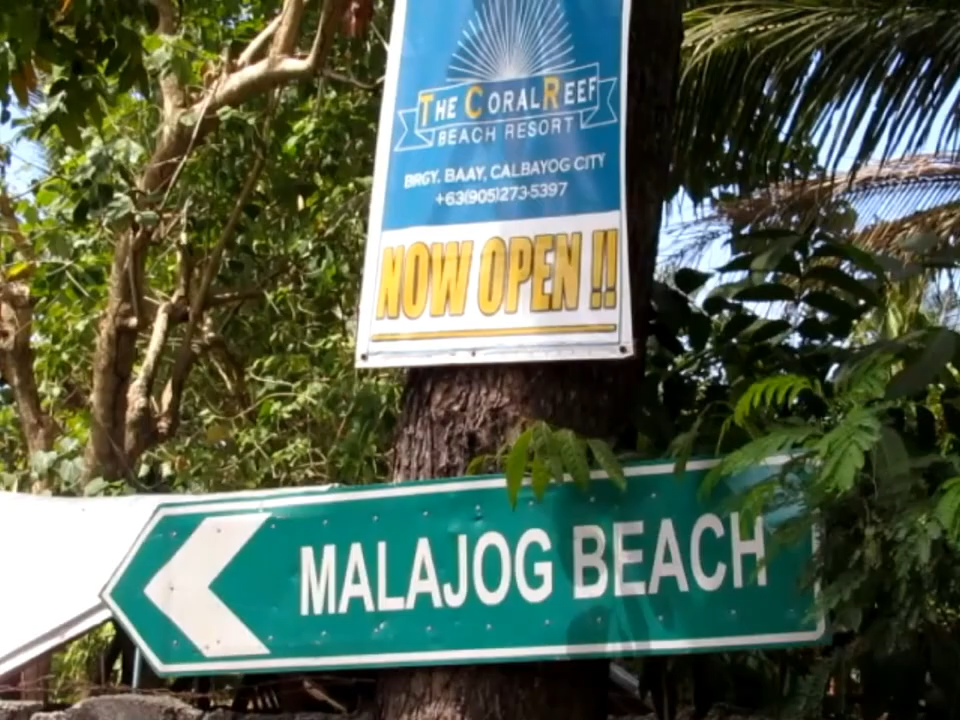 THE CORAL REEF
BEACH RESORT
BRGY. BAAY, CALBAYOG CITY
+63(905)273-5397
NOW OPEN !!
MALAJOG BEACH